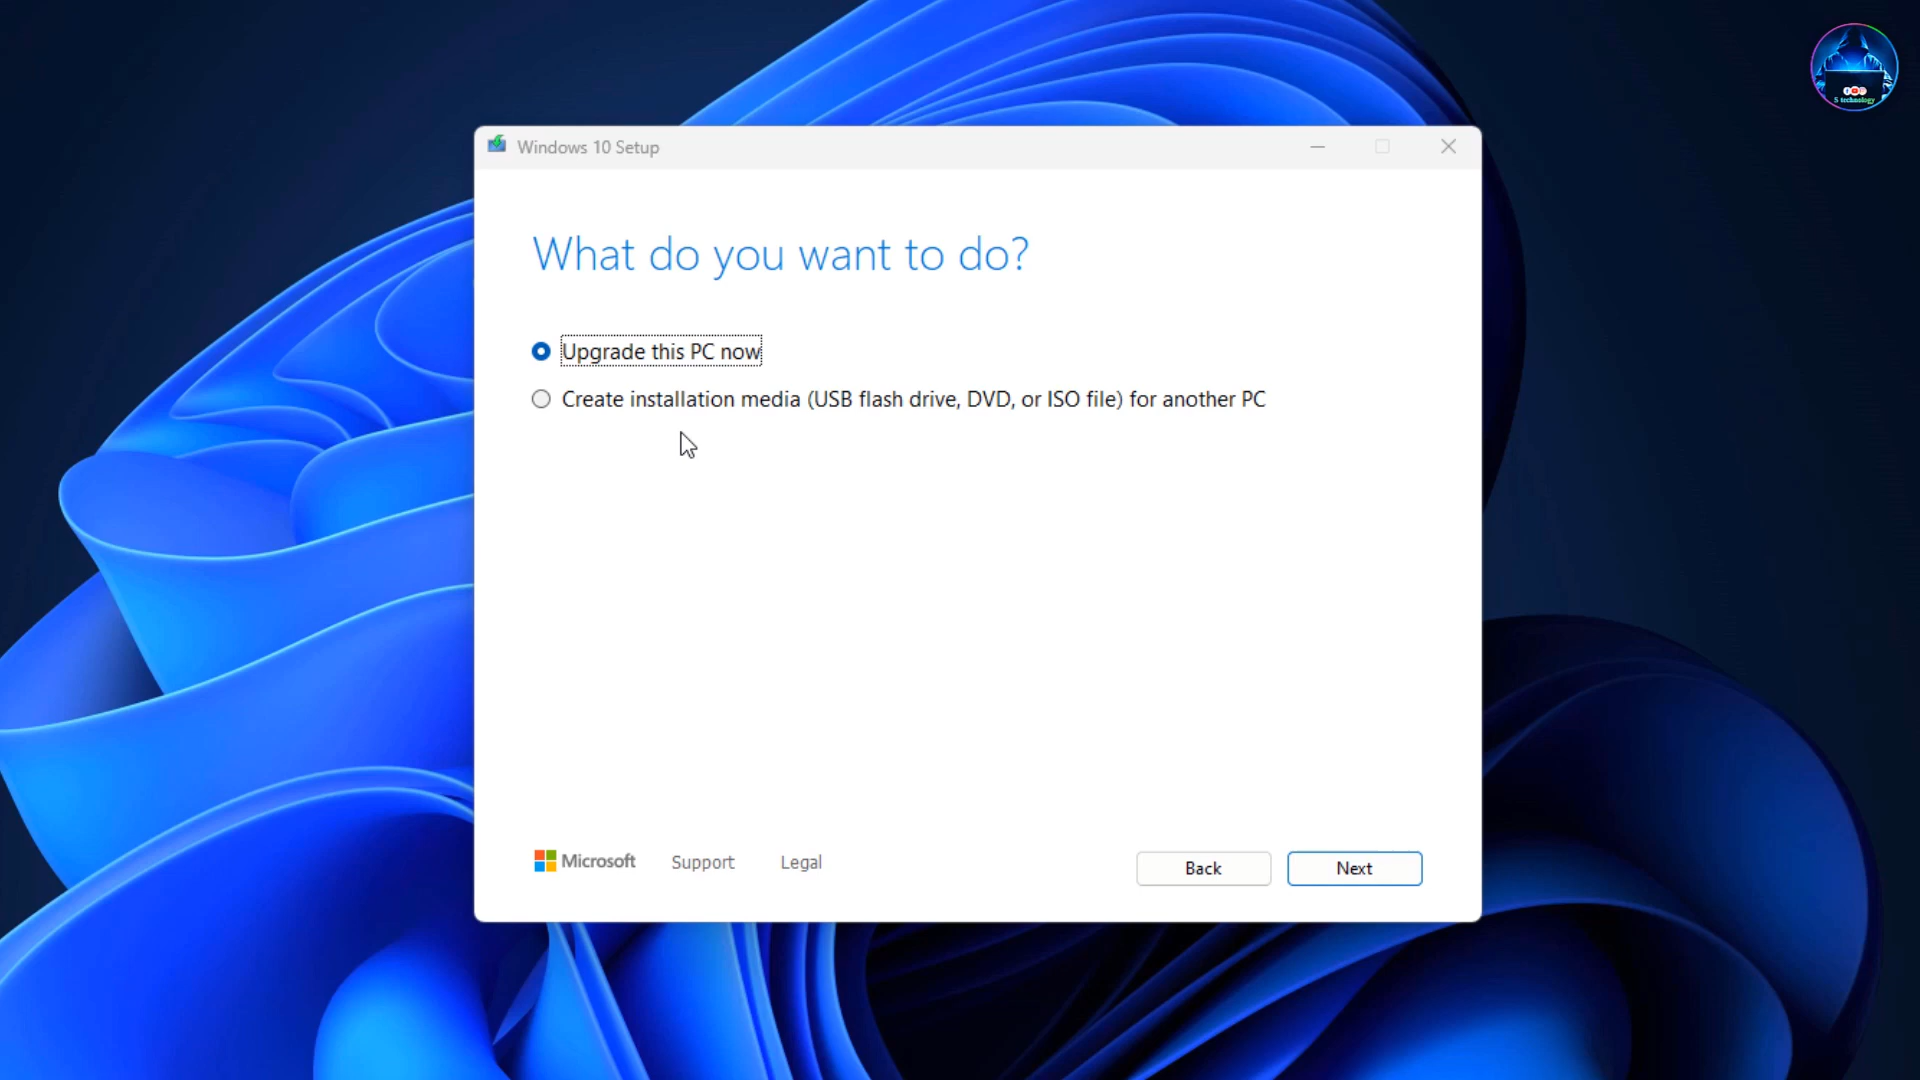 S technology
Windows 10 Setup
What do you want to do?
Upgrade this PC now
Create installation media (USB flash drive, DVD, or ISO file) for another PC
Microsoft Support Legal Back Next